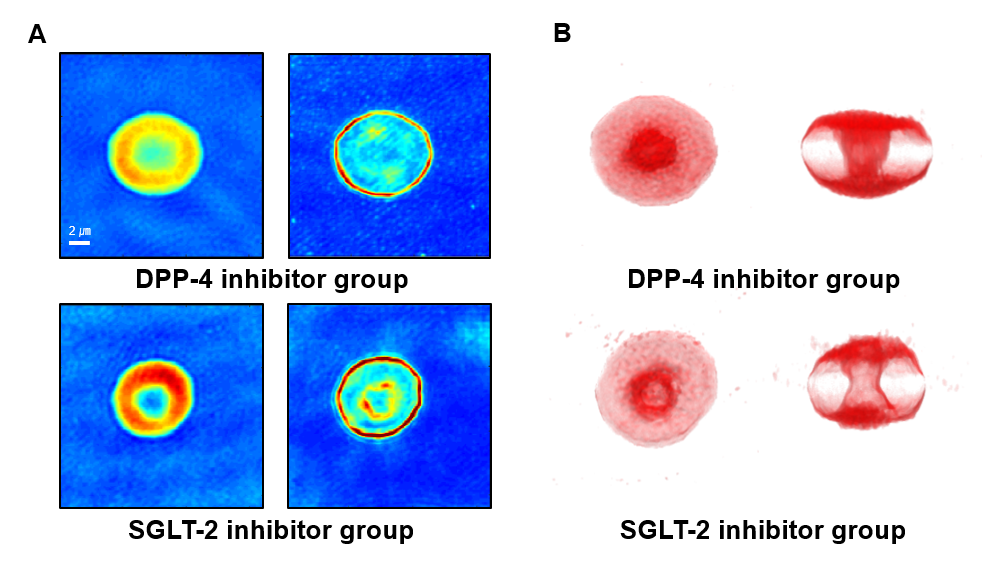 A
B
2 μm
DPP-4 inhibitor group
DPP-4 inhibitor group
SGLT-2 inhibitor group
SGLT-2 inhibitor group